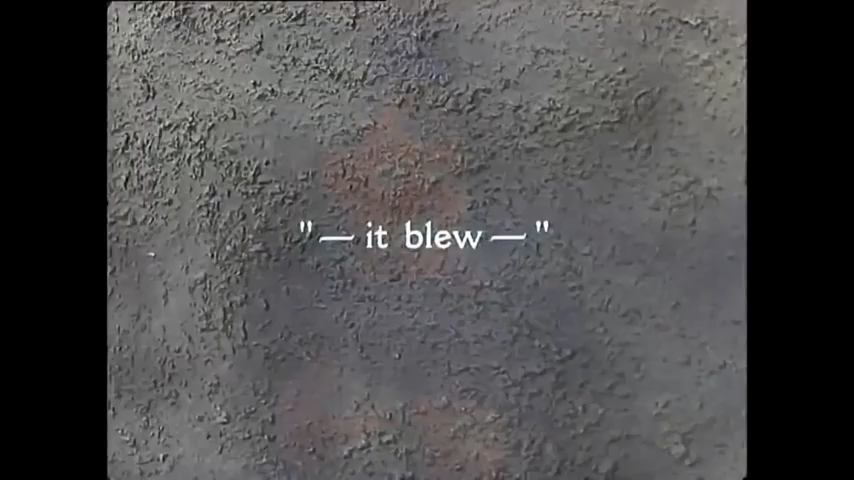 "— it blew —"